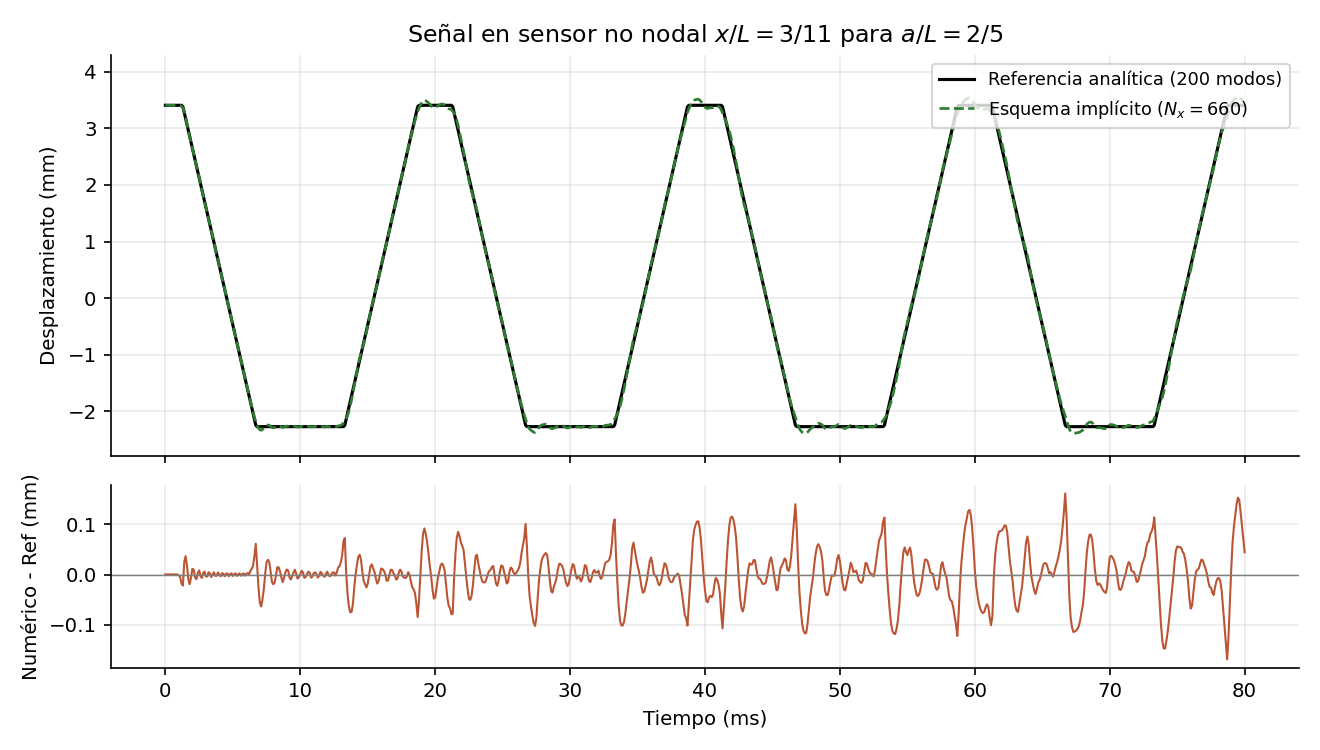 Señal en sensor no nodal x/L = 3/11 para a/L = 2/5
Referencia analítica (200 modos)
Esquema implícito (Nₓ = 660)
Desplazamiento (mm)
4
3
2
1
0
−1
−2
Numérico - Ref (mm)
0.1
0.0
−0.1
0 10 20 30 40 50 60 70 80
Tiempo (ms)